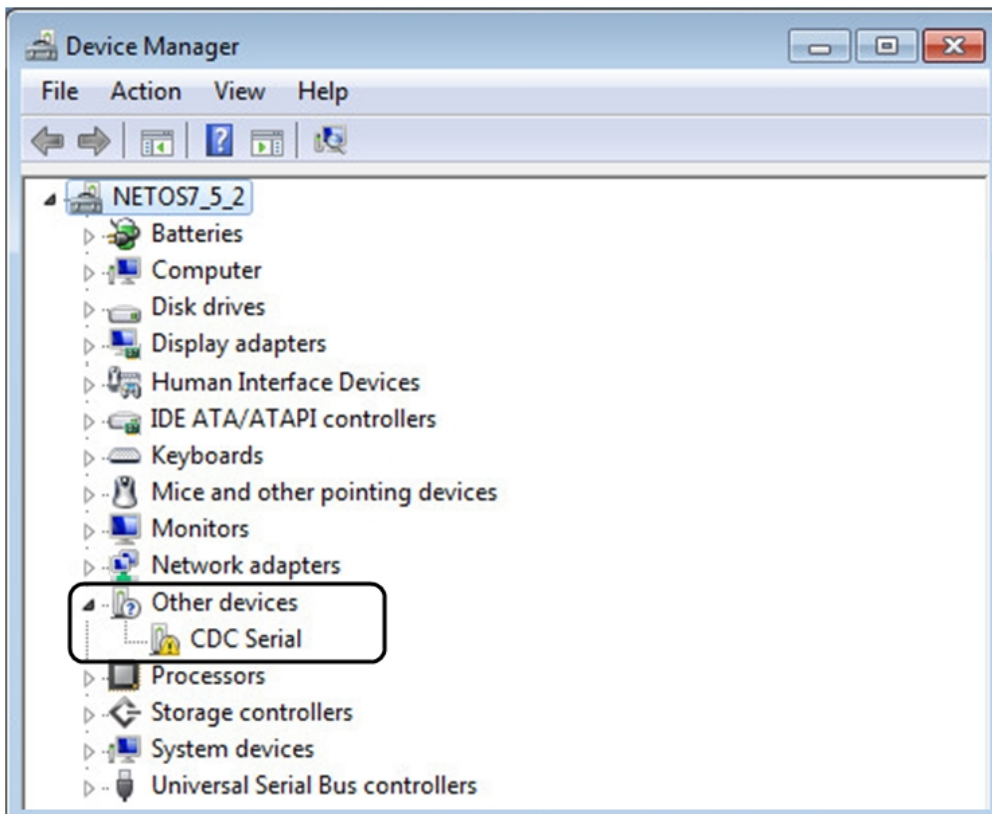 Device Manager
File Action View Help
NETOS7_5_2
Batteries
Computer
Disk drives
Display adapters
Human Interface Devices
IDE ATA/ATAPI controllers
Keyboards
Mice and other pointing devices
Monitors
Network adapters
Other devices
CDC Serial
Processors
Storage controllers
System devices
Universal Serial Bus controllers